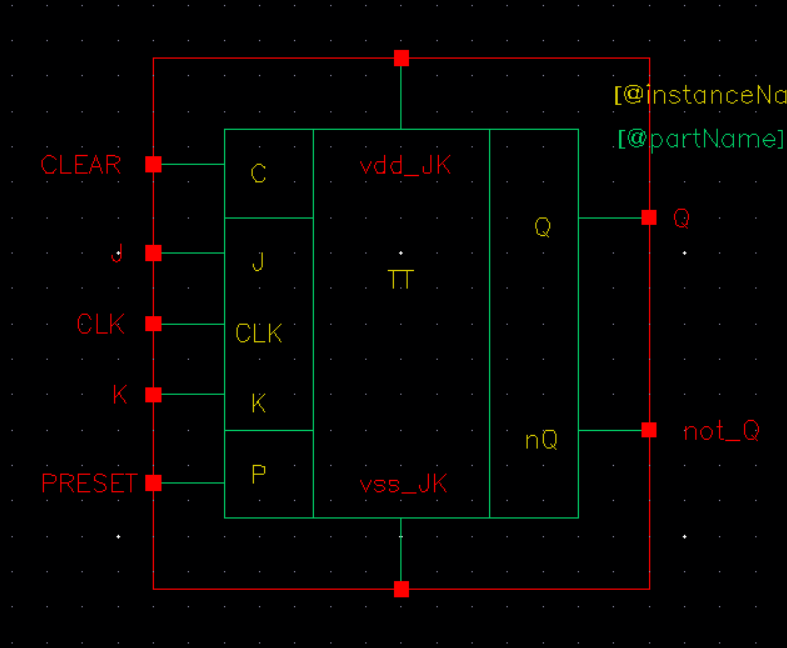 [@instanceNa
[@partName]
CLEAR
C
vdd_JK
Q
Q
J
J
TT
CLK
CLK
K
K
nQ
not_Q
PRESET
P
vss_JK